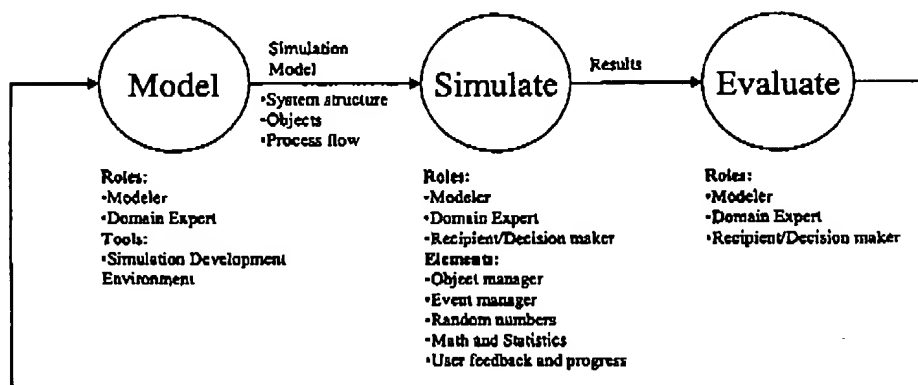 Model
Simulation
Model
•System structure
•Objects
•Process flow
Simulate
Results
Evaluate
Roles:
•Modeler
•Domain Expert
Tools:
•Simulation Development
Environment
Roles:
•Modeler
•Domain Expert
•Recipient/Decision maker
Elements:
•Object manager
•Event manager
•Random numbers
•Math and Statistics
•User feedback and progress
Roles:
•Modeler
•Domain Expert
•Recipient/Decision maker